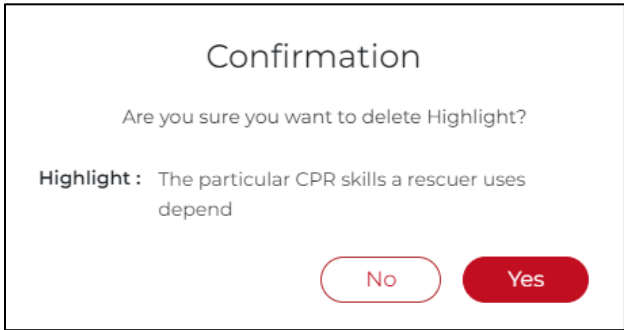 Confirmation
Are you sure you want to delete Highlight?
Highlight : The particular CPR skills a rescuer uses
depend
No Yes